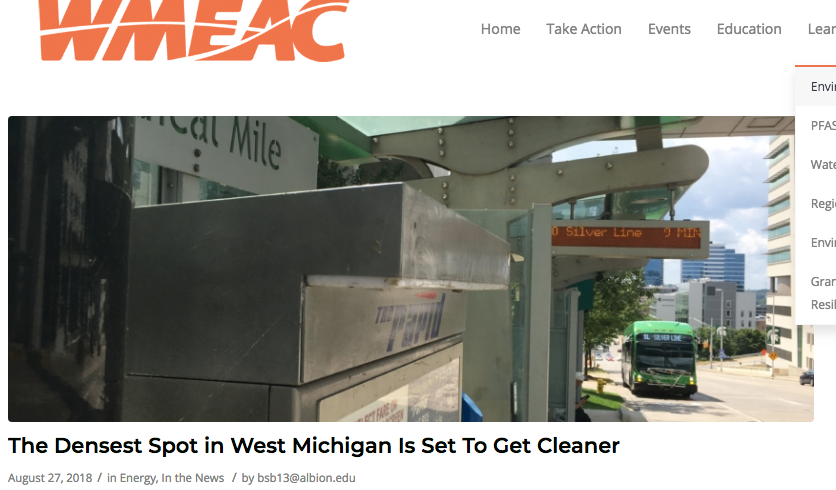 WMEAC
Home Take Action Events Education Lear
Envi
PFAS
Wate
Regi
Envi
Gran
Resil
ical Mile
0 Silver Line 9 MIN
SL SILVER LINE
THE Rapid
The Densest Spot in West Michigan Is Set To Get Cleaner
August 27, 2018 / in Energy, In the News / by bsb13@albion.edu